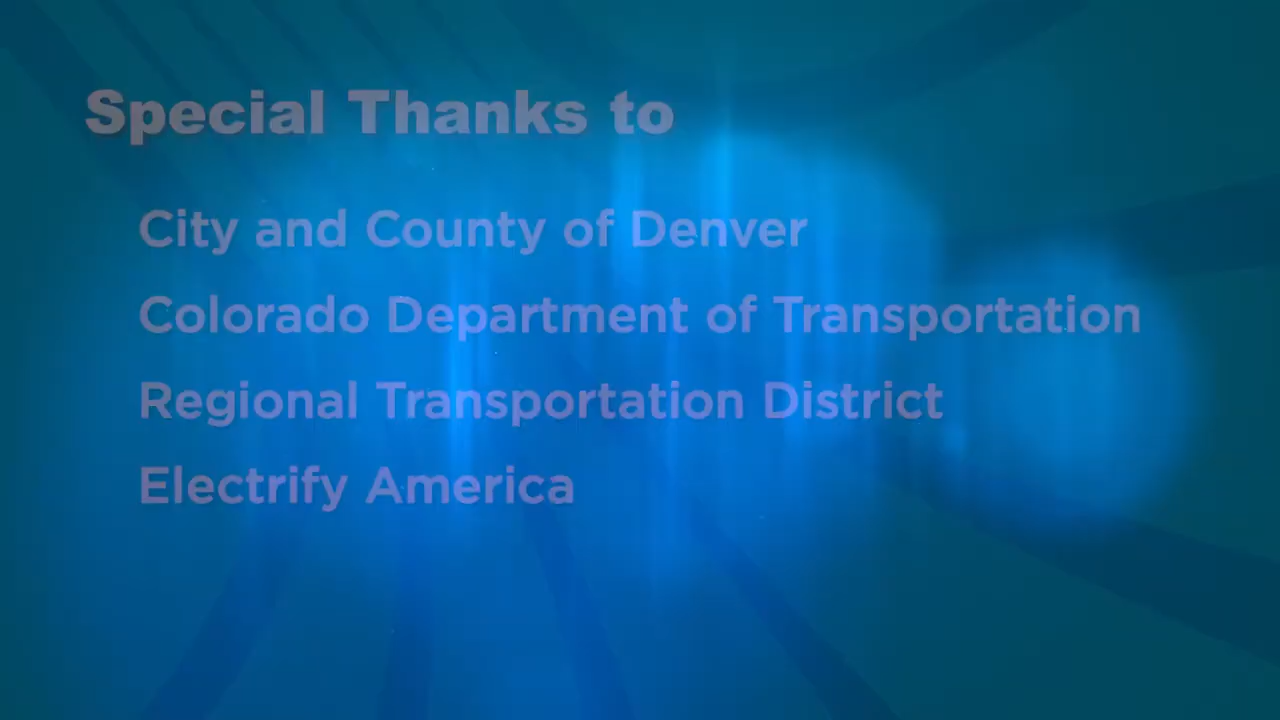 Special Thanks to
City and County of Denver
Colorado Department of Transportation
Regional Transportation District
Electrify America